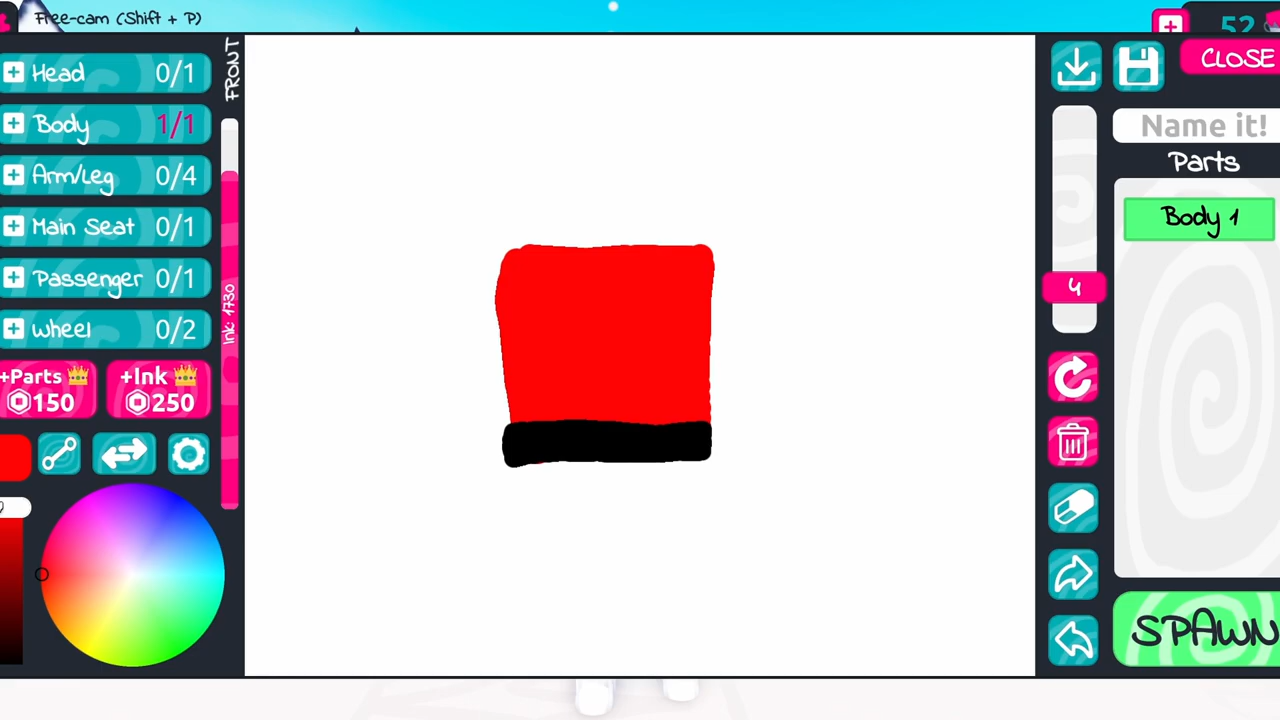 Free-cam (Shift + P)
52
FRONT
Head 0/1
Body 1/1
Arm/Leg 0/4
Main Seat 0/1
Passenger 0/1
wheel 0/2
+Parts
150
+Ink
250
Ink: 1730
4
CLOSE
Name it!
Parts
Body 1
SPAWN